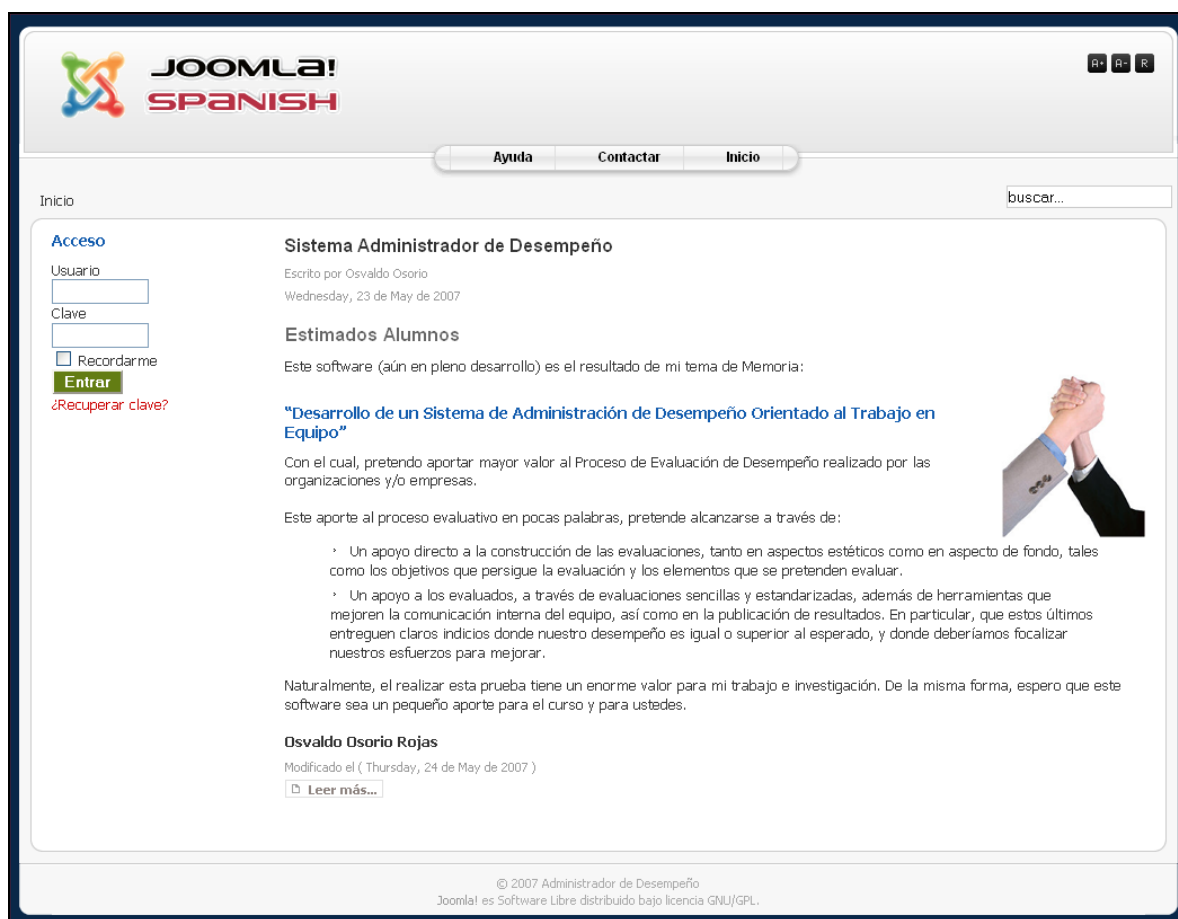 JOOMLa!
SPaNISH
A+ A- R
Ayuda Contactar Inicio
Inicio
buscar...
Acceso
Usuario
Clave
Recordarme
Entrar
¿Recuperar clave?
Sistema Administrador de Desempeño
Escrito por Osvaldo Osorio
Wednesday, 23 de May de 2007
Estimados Alumnos
Este software (aún en pleno desarrollo) es el resultado de mi tema de Memoria:
“Desarrollo de un Sistema de Administración de Desempeño Orientado al Trabajo en
Equipo”
Con el cual, pretendo aportar mayor valor al Proceso de Evaluación de Desempeño realizado por las
organizaciones y/o empresas.
Este aporte al proceso evaluativo en pocas palabras, pretende alcanzarse a través de:
Un apoyo directo a la construcción de las evaluaciones, tanto en aspectos estéticos como en aspecto de fondo, tales
como los objetivos que persigue la evaluación y los elementos que se pretenden evaluar.
Un apoyo a los evaluados, a través de evaluaciones sencillas y estandarizadas, además de herramientas que
mejoren la comunicación interna del equipo, así como en la publicación de resultados. En particular, que estos últimos
entreguen claros indicios donde nuestro desempeño es igual o superior al esperado, y donde deberíamos focalizar
nuestros esfuerzos para mejorar.
Naturalmente, el realizar esta prueba tiene un enorme valor para mi trabajo e investigación. De la misma forma, espero que este
software sea un pequeño aporte para el curso y para ustedes.
Osvaldo Osorio Rojas
Modificado el ( Thursday, 24 de May de 2007 )
Leer más...
© 2007 Administrador de Desempeño
Joomla! es Software Libre distribuido bajo licencia GNU/GPL.